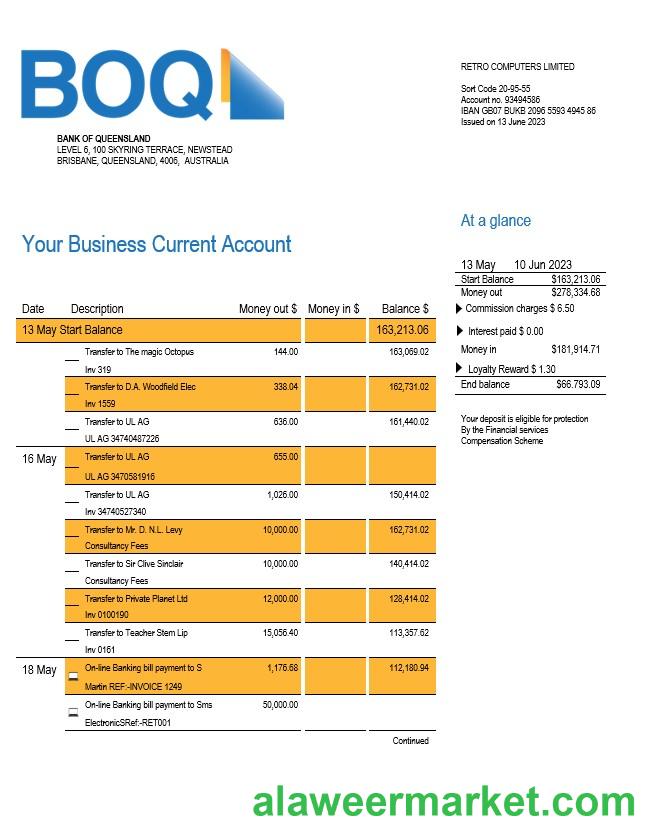 BOQ
RETRO COMPUTERS LIMITED
Sort Code 20-95-55
Account no. 93494586
IBAN GB07 BUKB 2096 5593 4945 86
Issued on 13 June 2023
BANK OF QUEENSLAND
LEVEL 6, 100 SKYRING TERRACE, NEWSTEAD
BRISBANE, QUEENSLAND, 4006, AUSTRALIA
At a glance
13 May 10 Jun 2023
Start Balance $163,213.06
Money out $278,334.68
Commission charges $ 6.50
Interest paid $ 0.00
Money in $181,914.71
Loyalty Reward $ 1.30
End balance $66.793.09
Your deposit is eligible for protection
By the Financial services
Compensation Scheme
Your Business Current Account
Date Description Money out $ Money in $ Balance $
13 May Start Balance 163,213.06
Transfer to The magic Octopus 144.00 163,069.02
Inv 319
Transfer to D.A. Woodfield Elec 338.04 162,731.02
Inv 1559
Transfer to UL AG 636.00 161,440.02
UL AG 34740487226
16 May Transfer to UL AG 655.00
UL AG 3470581916
Transfer to UL AG 1,026.00 150,414.02
Inv 34740527340
Transfer to Mr. D. N.L. Levy 10,000.00 162,731.02
Consultancy Fees
Transfer to Sir Clive Sinclair 10,000.00 140,414.02
Consultancy Fees
Transfer to Private Planet Ltd 12,000.00 128,414.02
Inv 0100190
Transfer to Teacher Stem Lip 15,056.40 113,357.62
Inv 0161
18 May On-line Banking bill payment to S 1,176.68 112,180.94
Martin REF:-INVOICE 1249
On-line Banking bill payment to Sms 50,000.00
ElectronicSRef:-RET001
Continued
alaweermarket.com